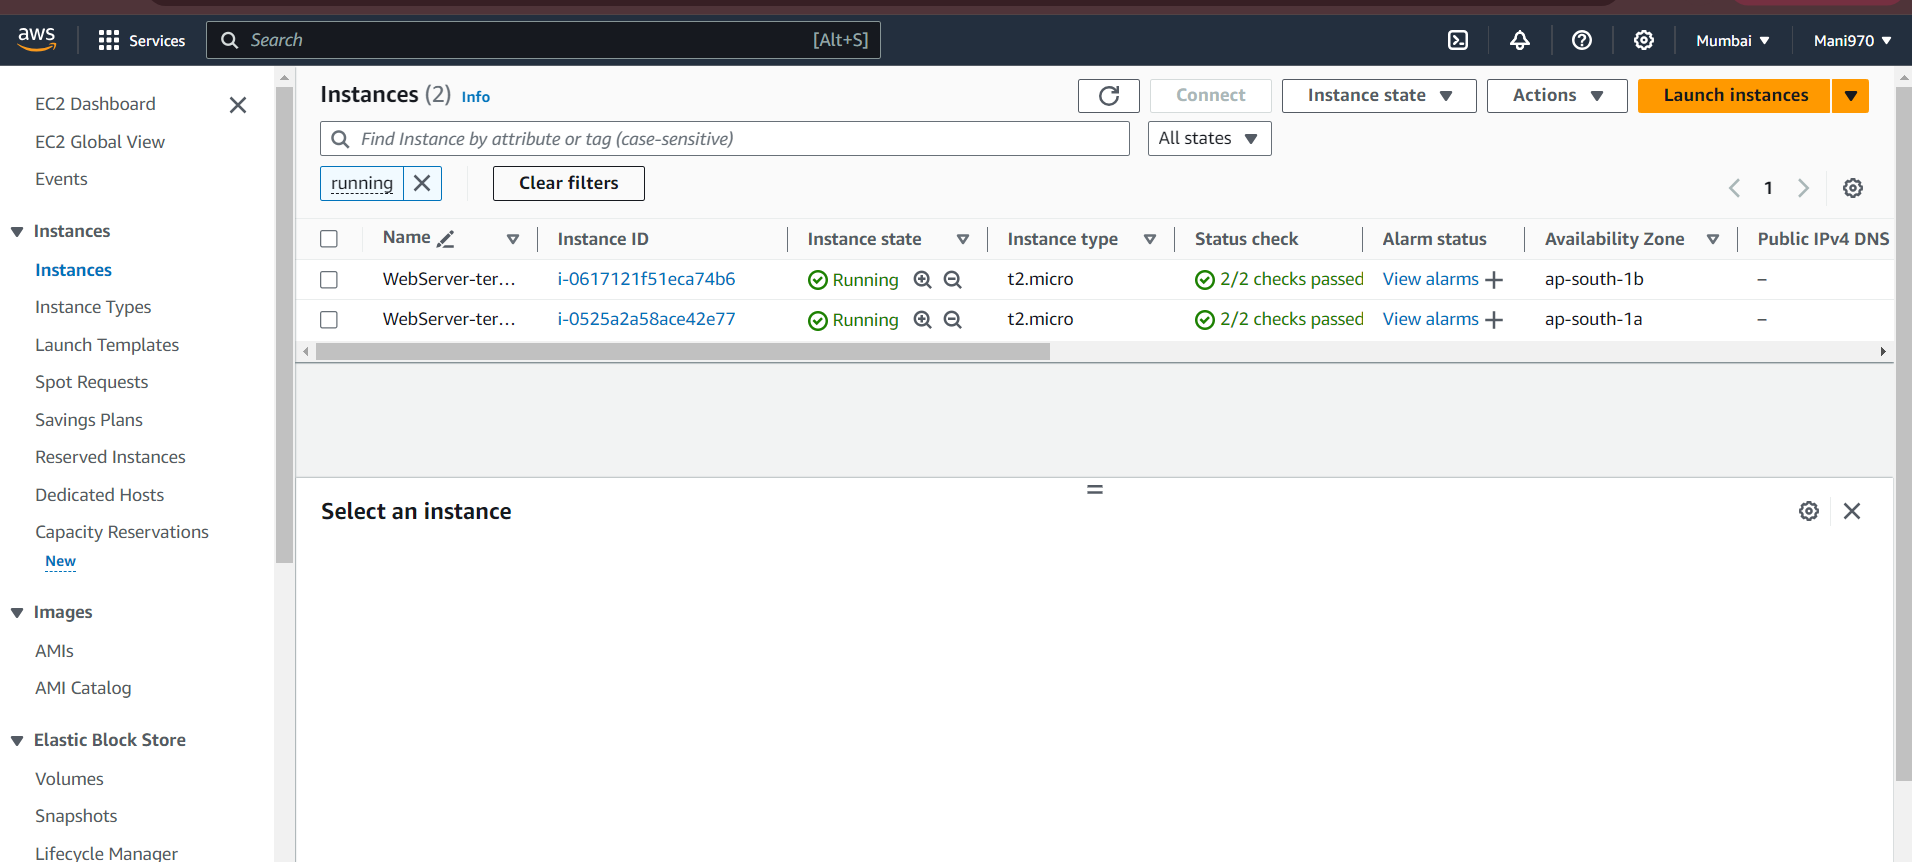 aws Services Search [Alt+S] Mumbai Mani970
EC2 Dashboard
EC2 Global View
Events
Instances
Instances
Instance Types
Launch Templates
Spot Requests
Savings Plans
Reserved Instances
Dedicated Hosts
Capacity Reservations
New
Images
AMIs
AMI Catalog
Elastic Block Store
Volumes
Snapshots
Lifecycle Manager
Instances (2) Info Connect Instance state Actions Launch instances
Find Instance by attribute or tag (case-sensitive) All states
running Clear filters 1
Name Instance ID Instance state Instance type Status check Alarm status Availability Zone Public IPv4 DNS
WebServer-ter... i-0617121f51eca74b6 Running t2.micro 2/2 checks passed View alarms + ap-south-1b –
WebServer-ter... i-0525a2a58ace42e77 Running t2.micro 2/2 checks passed View alarms + ap-south-1a –
Select an instance